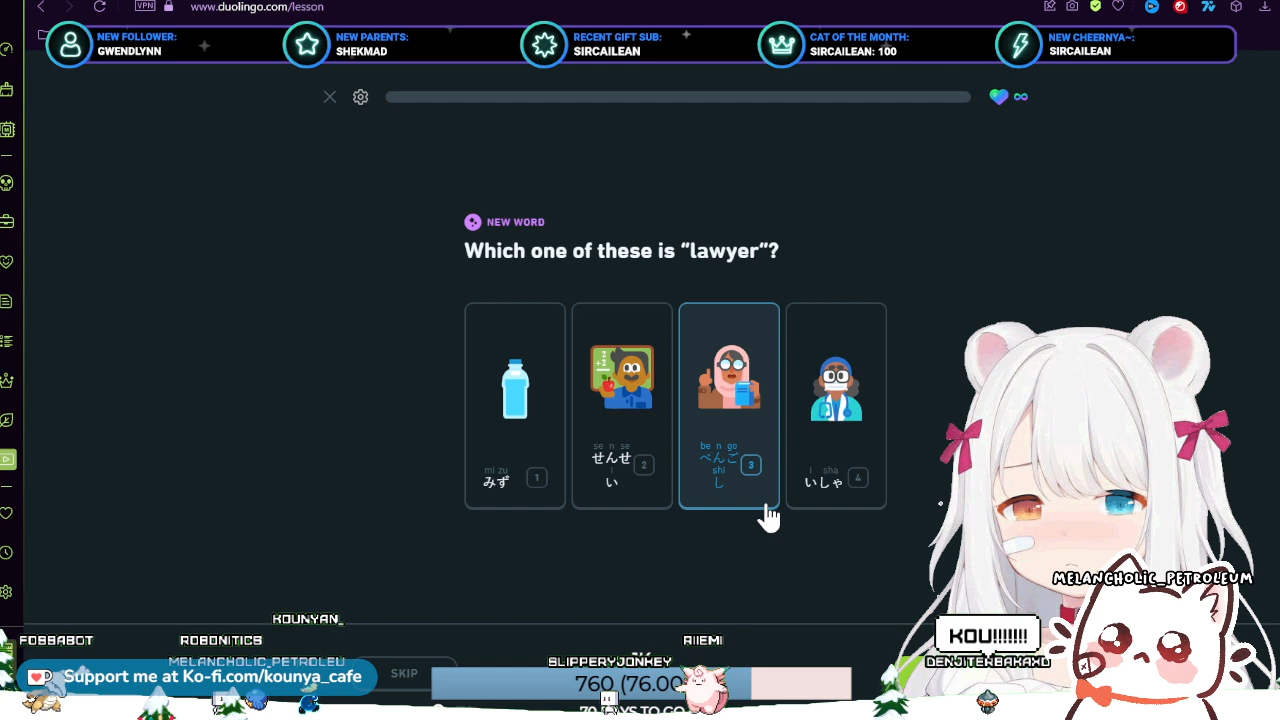 VPN
www.duolingo.com/lesson
NEW FOLLOWER:
GWENDLYNN
NEW PARENTS:
SHEKMAD
RECENT GIFT SUB:
SIRCAILEAN
CAT OF THE MONTH:
SIRCAILEAN: 100
NEW CHEERNYA~:
SIRCAILEAN
NEW WORD
Which one of these is “lawyer”?
mi zu
みず
1
se n se
せんせ
i
い
2
be n go
べんご
shi
し
3
i sha
いしゃ
4
KOUNYAN_
FOSSABOT
ROBONITICS
RIIEMI
MELANCHOLIC_PETROLEU
SLIPPERYJONKEY
MELANCHOLIC_PETROLEUM
KOU!!!!!!!
Support me at Ko-fi.com/kounya_cafe
SKIP
760 (76.00